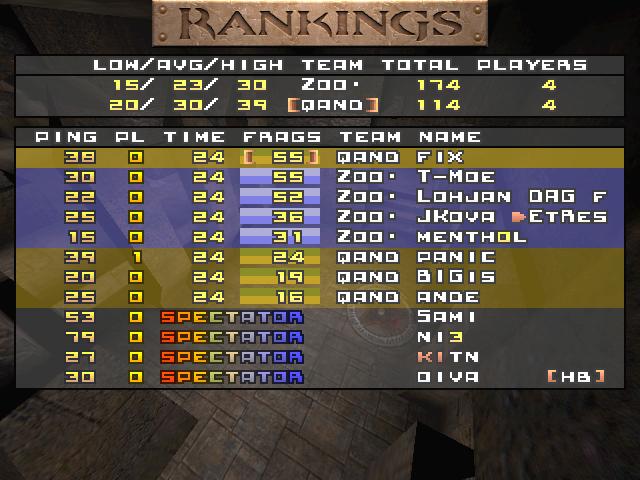 RANKINGS
LOW/AVG/HIGH TEAM TOTAL PLAYERS
15/ 23/ 30 ZOO· 174 4
20/ 30/ 39 [QAND] 114 4
PING PL TIME FRAGS TEAM NAME
38 0 24 [ 55] QAND FIX
30 0 24 55 ZOO· T-MOE
22 0 24 52 ZOO· LOHJAN DAG F
25 0 24 36 ZOO· JKOVA ETRES
15 0 24 31 ZOO· MENTHOL
39 1 24 24 QAND PANIC
20 0 24 19 QAND BIGIS
25 0 24 16 QAND ANDE
53 0 SPECTATOR SAMI
79 0 SPECTATOR NI3
27 0 SPECTATOR KITN
30 0 SPECTATOR OIVA [HB]